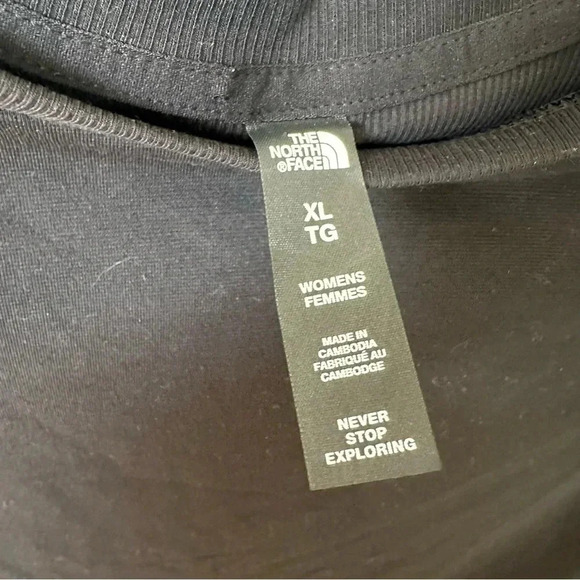 THE
NORTH
®FACE
XL
TG
WOMENS
FEMMES
MADE IN
CAMBODIA
FABRIQUÉ AU
CAMBODGE
NEVER
STOP
EXPLORING